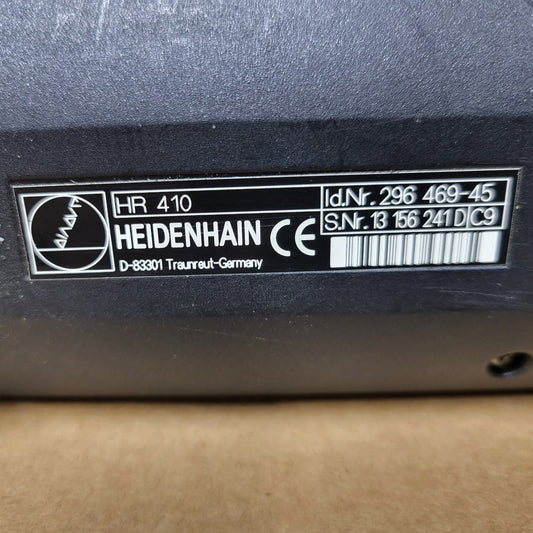 HR 410
HEIDENHAIN CE
D-83301 Traunreut-Germany
Id.Nr. 296 469-45
S.Nr. 13 156 241 D C9